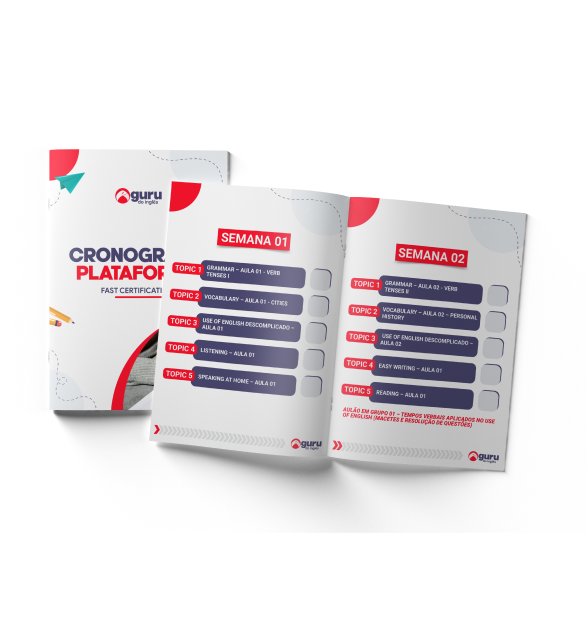 guru
do inglês
CRONOGRA
PLATAFOR
FAST CERTIFICATI
SEMANA 01
TOPIC 1
GRAMMAR – AULA 01 - VERB
TENSES I
TOPIC 2
VOCABULARY – AULA 01 - CITIES
TOPIC 3
USE OF ENGLISH DESCOMPLICADO –
AULA 01
TOPIC 4
LISTENING – AULA 01
TOPIC 5
SPEAKING AT HOME – AULA 01
guru
do inglês
SEMANA 02
TOPIC 1
GRAMMAR – AULA 02 - VERB
TENSES II
TOPIC 2
VOCABULARY – AULA 02 – PERSONAL
HISTORY
TOPIC 3
USE OF ENGLISH DESCOMPLICADO –
AULA 02
TOPIC 4
EASY WRITING – AULA 01
TOPIC 5
READING – AULA 01
AULÃO EM GRUPO 01 – TEMPOS VERBAIS APLICADOS NO USE
OF ENGLISH (MACETES E RESOLUÇÃO DE QUESTÕES)
guru
do inglês